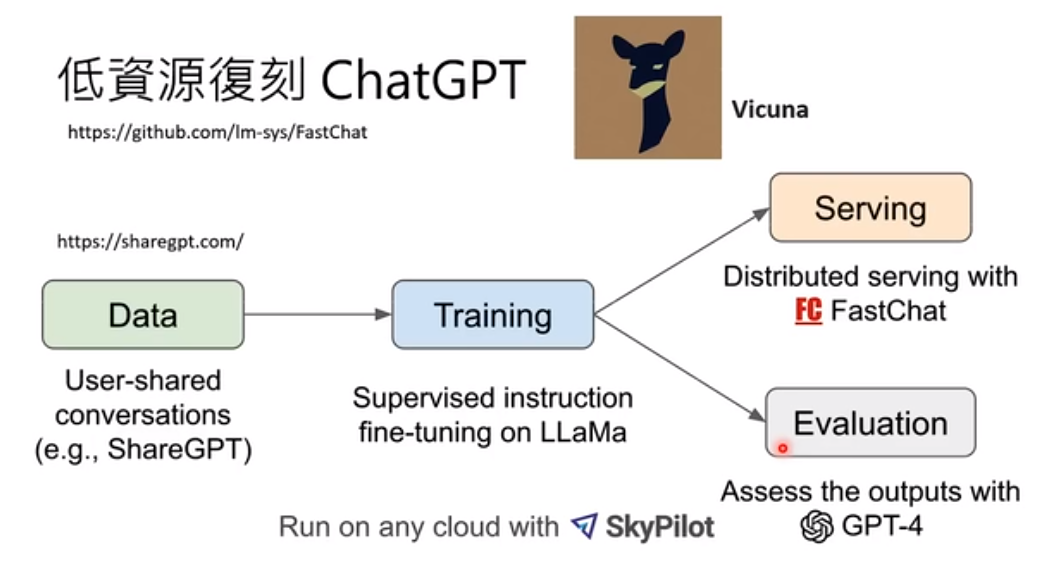 低資源復刻 ChatGPT
https://github.com/lm-sys/FastChat
Vicuna
https://sharegpt.com/
Data
User-shared
conversations
(e.g., ShareGPT)
Training
Supervised instruction
fine-tuning on LLaMa
Serving
Distributed serving with
FC FastChat
Evaluation
Assess the outputs with
GPT-4
Run on any cloud with SkyPilot